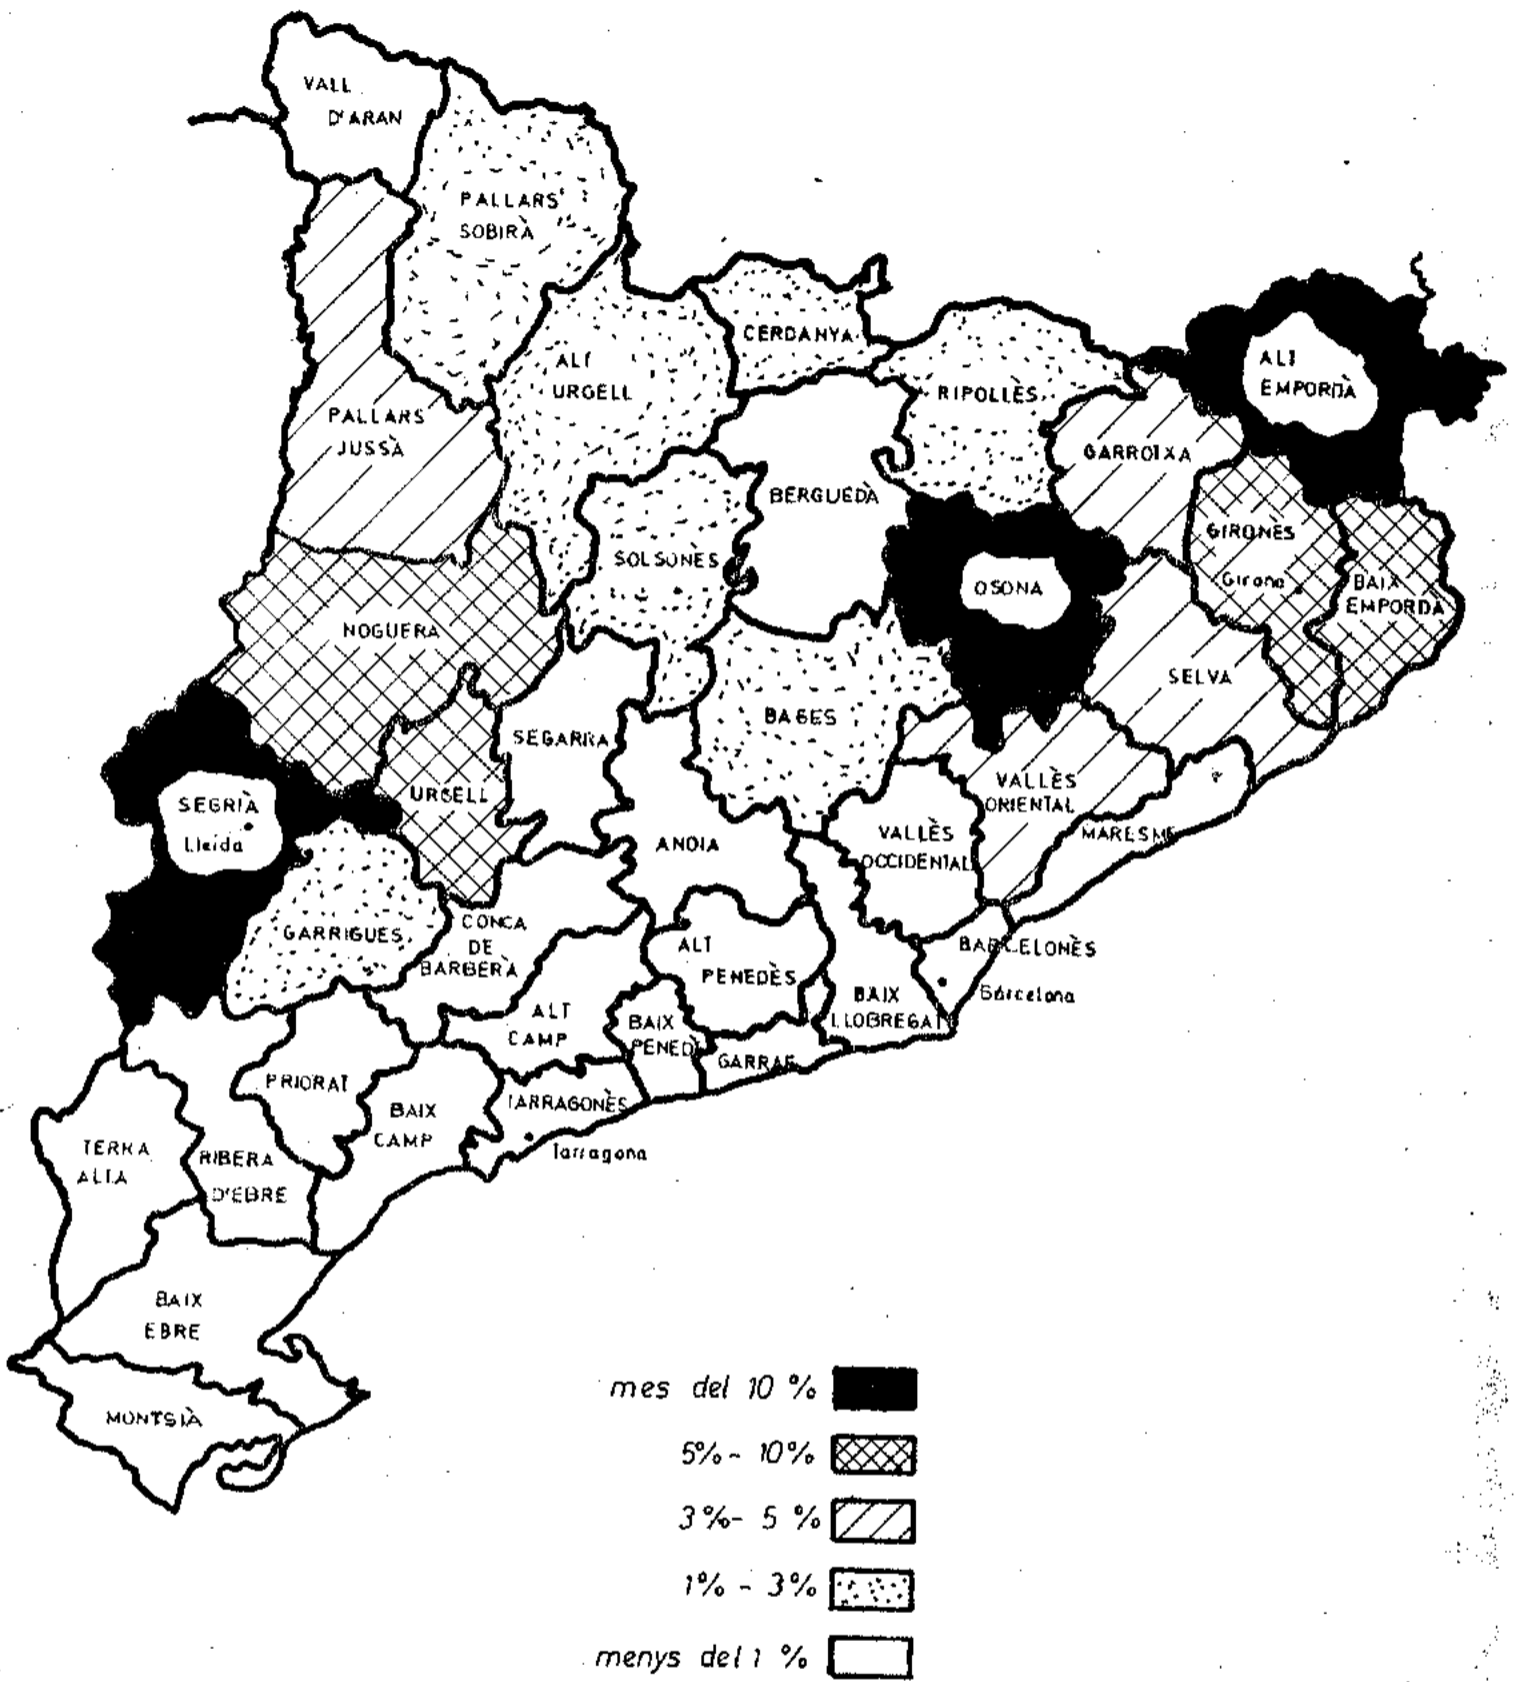 VALL
D'ARAN
PALLARS
SOBIRÀ
CERDANYA
ALT
URGELL
RIPOLLÈS
ALT
EMPORDÀ
PALLARS
JUSSÀ
GARROTXA
BERGUEDÀ
GIRONÈS
Girona
SOLSONÈS
OSONA
BAIX
EMPORDÀ
NOGUERA
SELVA
BAGES
SEGARRA
URGELL
VALLÈS
ORIENTAL
SEGRIÀ
Lleida
VALLÈS
OCCIDENTAL
MARESME
ANOIA
GARRIGUES
CONCA
DE
BARBERÀ
ALT
PENEDÈS
BARCELONÈS
Barcelona
BAIX
LLOBREGAT
ALT
CAMP
BAIX
PENEDÈ
GARRAF
PRIORAT
BAIX
CAMP
TARRAGONÈS
Tarragona
TERRA
ALTA
RIBERA
D'EBRE
BAIX
EBRE
MONTSIÀ
mes del 10 %
5%- 10%
3%- 5 %
1% - 3%
menys del 1 %